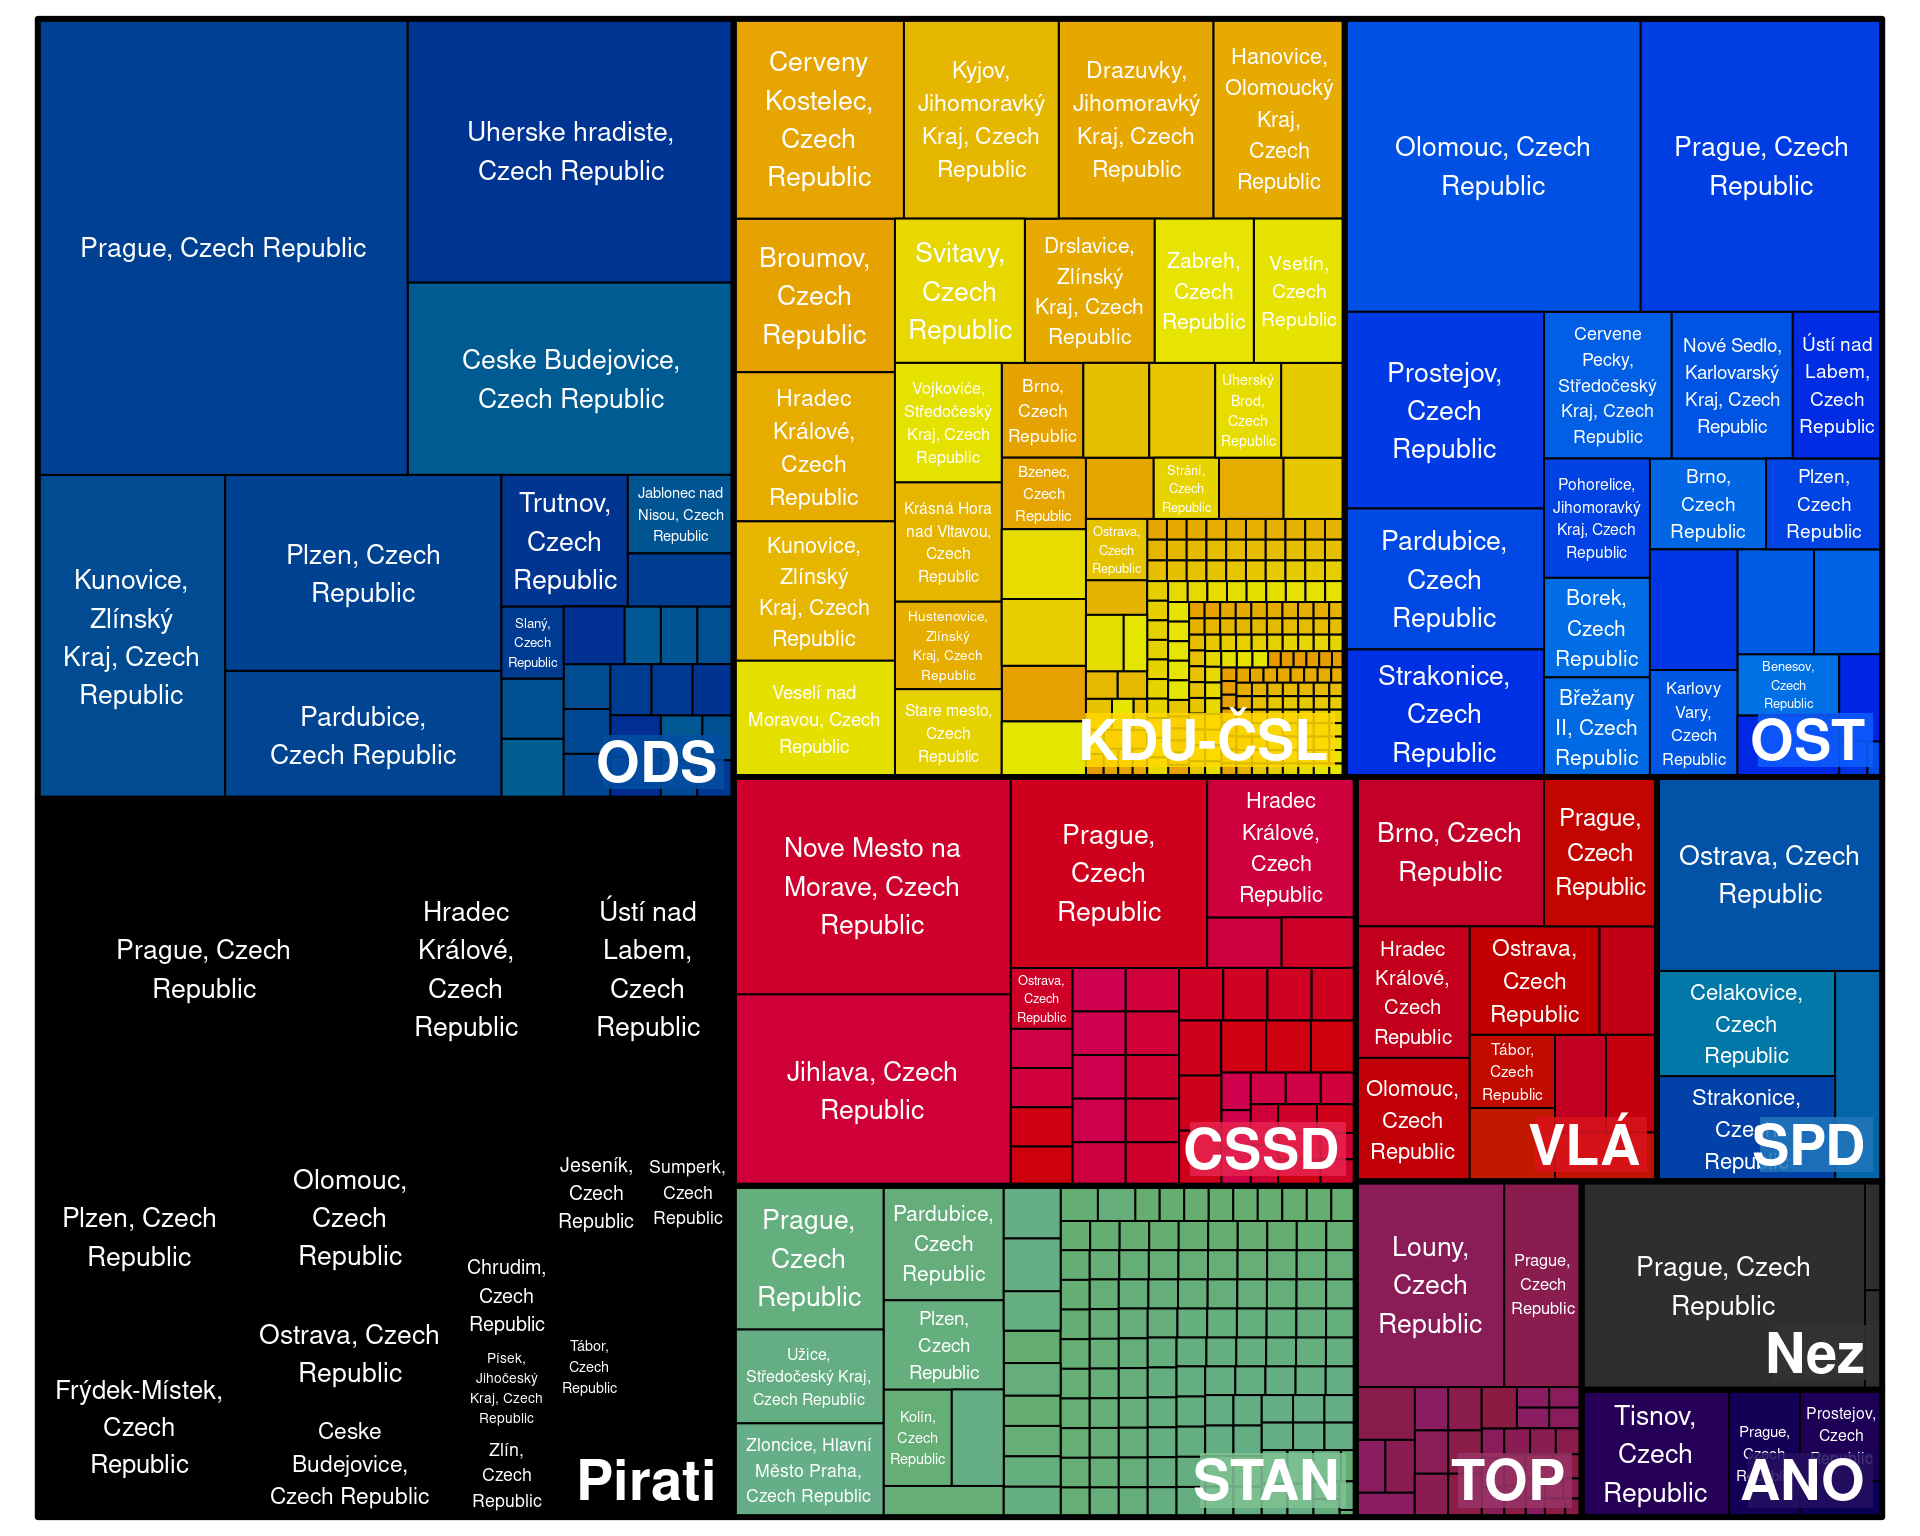 Prague, Czech Republic
Uherske hradiste,
Czech Republic
Ceske Budejovice,
Czech Republic
Kunovice,
Zlínský
Kraj, Czech
Republic
Plzen, Czech
Republic
Pardubice,
Czech Republic
Trutnov,
Czech
Republic
Jablonec nad
Nisou, Czech
Republic
Slaný,
Czech
Republic
ODS
Cerveny
Kostelec,
Czech
Republic
Kyjov,
Jihomoravký
Kraj, Czech
Republic
Drazuvky,
Jihomoravký
Kraj, Czech
Republic
Hanovice,
Olomoucký
Kraj,
Czech
Republic
Broumov,
Czech
Republic
Svitavy,
Czech
Republic
Drslavice,
Zlínský
Kraj, Czech
Republic
Zabreh,
Czech
Republic
Vsetín,
Czech
Republic
Hradec
Králové,
Czech
Republic
Kunovice,
Zlínský
Kraj, Czech
Republic
Veselí nad
Moravou, Czech
Republic
Vojkoviće,
Středočeský
Kraj, Czech
Republic
Krásná Hora
nad Vltavou,
Czech
Republic
Hustenovice,
Zlínský
Kraj, Czech
Republic
Stare mesto,
Czech
Republic
Brno,
Czech
Republic
Uherský
Brod,
Czech
Republic
Bzenec,
Czech
Republic
Strání,
Czech
Republic
Ostrava,
Czech
Republic
KDU-ČSL
Olomouc, Czech
Republic
Prague, Czech
Republic
Prostejov,
Czech
Republic
Pardubice,
Czech
Republic
Strakonice,
Czech
Republic
Cervene
Pecky,
Středočeský
Kraj, Czech
Republic
Nové Sedlo,
Karlovarský
Kraj, Czech
Republic
Ústí nad
Labem,
Czech
Republic
Pohorelice,
Jihomoravký
Kraj, Czech
Republic
Brno,
Czech
Republic
Plzen,
Czech
Republic
Borek,
Czech
Republic
Břežany
II, Czech
Republic
Karlovy
Vary,
Czech
Republic
Benesov,
Czech
Republic
OST
Prague, Czech
Republic
Hradec
Králové,
Czech
Republic
Ústí nad
Labem,
Czech
Republic
Plzen, Czech
Republic
Frýdek-Místek,
Czech
Republic
Olomouc,
Czech
Republic
Ostrava, Czech
Republic
Ceske
Budejovice,
Czech Republic
Jeseník,
Czech
Republic
Sumperk,
Czech
Republic
Chrudim,
Czech
Republic
Písek,
Jihočeský
Kraj, Czech
Republic
Tábor,
Czech
Republic
Zlín,
Czech
Republic
Pirati
Nove Mesto na
Morave, Czech
Republic
Jihlava, Czech
Republic
Prague,
Czech
Republic
Hradec
Králové,
Czech
Republic
Ostrava,
Czech
Republic
CSSD
Brno, Czech
Republic
Prague,
Czech
Republic
Hradec
Králové,
Czech
Republic
Olomouc,
Czech
Republic
Ostrava,
Czech
Republic
Tábor,
Czech
Republic
VLÁ
Ostrava, Czech
Republic
Celakovice,
Czech
Republic
Strakonice,
Czech
Republic
SPD
Prague,
Czech
Republic
Užice,
Středočeský Kraj,
Czech Republic
Zloncice, Hlavní
Město Praha,
Czech Republic
Pardubice,
Czech
Republic
Plzen,
Czech
Republic
Kolín,
Czech
Republic
STAN
Louny,
Czech
Republic
Prague,
Czech
Republic
TOP
Prague, Czech
Republic
Nez
Tisnov,
Czech
Republic
Prague,
Czech
Republic
Prostejov,
Czech
Republic
ANO